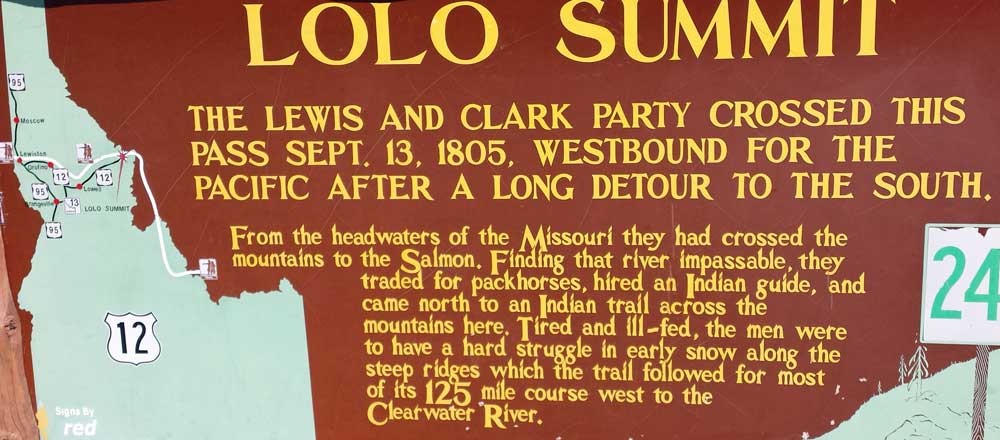 LOLO SUMMIT
THE LEWIS AND CLARK PARTY CROSSED THIS
PASS SEPT. 13, 1805, WESTBOUND FOR THE
PACIFIC AFTER A LONG DETOUR TO THE SOUTH.
From the headwaters of the Missouri they had crossed the
mountains to the Salmon. Finding that river impassable, they
traded for packhorses, hired an Indian guide, and
came north to an Indian trail across the
mountains here. Tired and ill-fed, the men were
to have a hard struggle in early snow along the
steep ridges which the trail followed for most
of its 125 mile course west to the
Clearwater River.
95
Moscow
Lewiston
Orofino
12
12
95
Lowell
Grangeville
13
LOLO SUMMIT
95
12
24
Signs By
red